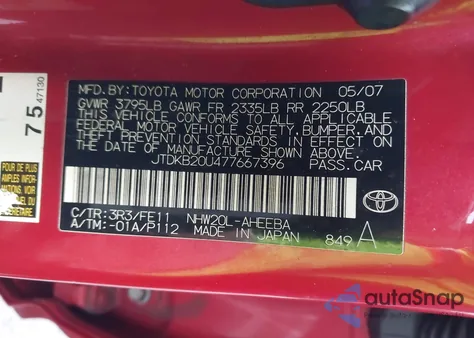 MFD. BY: TOYOTA MOTOR CORPORATION 05/07
GVWR 3795LB GAWR FR 2335LB RR 2250LB
THIS VEHICLE CONFORMS TO ALL APPLICABLE
FEDERAL MOTOR VEHICLE SAFETY, BUMPER, AND
THEFT PREVENTION STANDARDS IN EFFECT ON
THE DATE OF MANUFACTURE SHOWN ABOVE.
JTDKB20U477667396 PASS.CAR
C/TR: 3R3/FE11 NHW20L-AHEEBA
A/TM: -01A/P112 MADE IN JAPAN 849 A
TOYOTA
75
47130
autoSnap